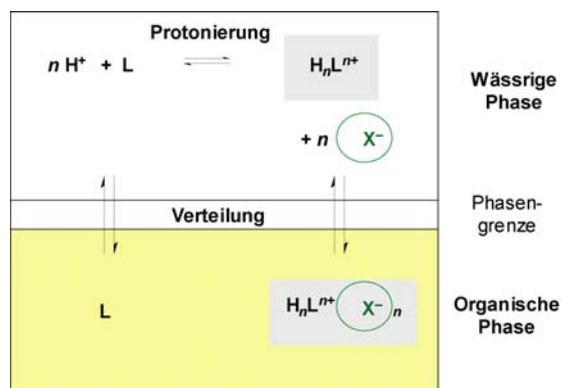 Protonierung
n H⁺ + L
HₙLⁿ⁺
+ n X⁻
Wässrige
Phase
Verteilung
Phasen-
grenze
L
HₙLⁿ⁺ X⁻ ₙ
Organische
Phase